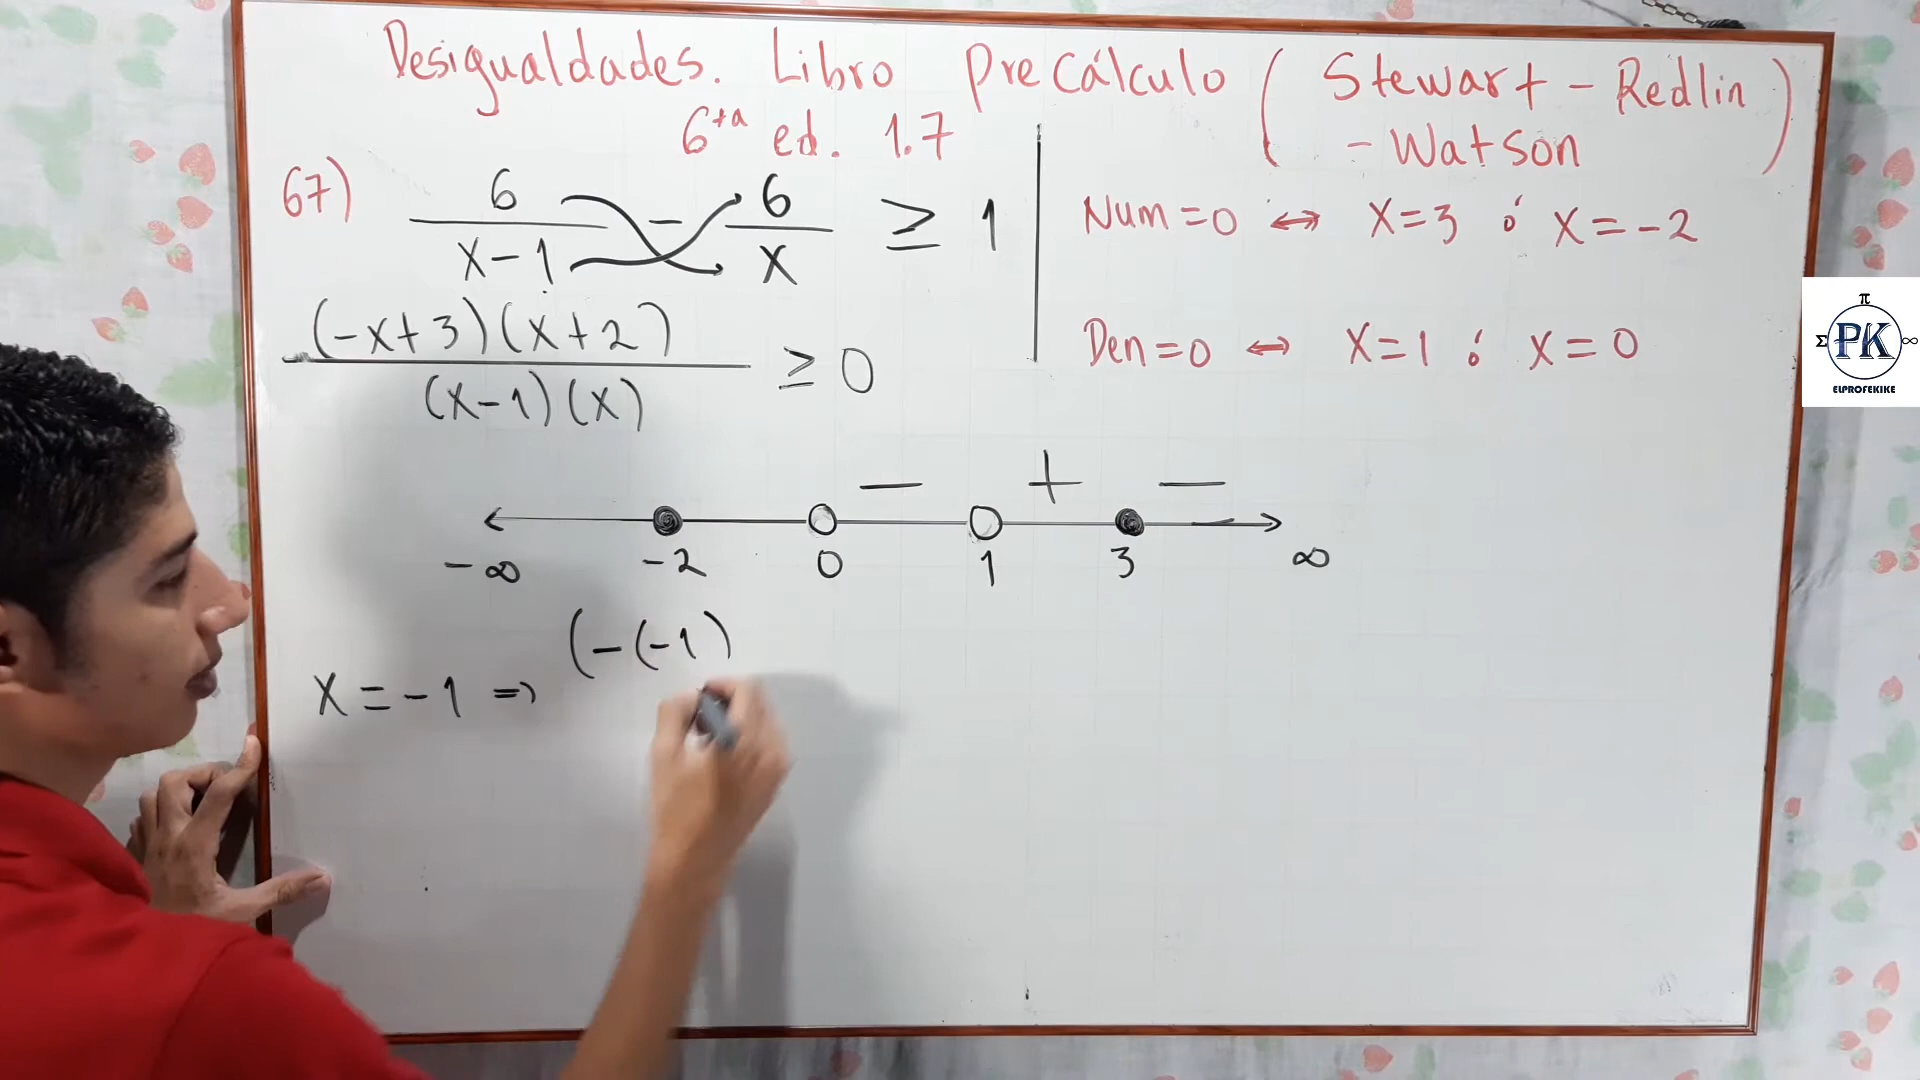 Desigualdades. Libro PreCálculo ( Stewart - Redlin
6ta ed. 1.7 - Watson )
67) 6/(x-1) - 6/x ≥ 1
Num=0 ↔ X=3 ó X=-2
(-x+3)(x+2)/(x-1)(x) ≥ 0
Den=0 ↔ X=1 ó X=0
- + -
-∞ -2 0 1 3 ∞
X=-1 ⇒ (-(-1)
π
Σ PK ∞
ELPROFEKIKE